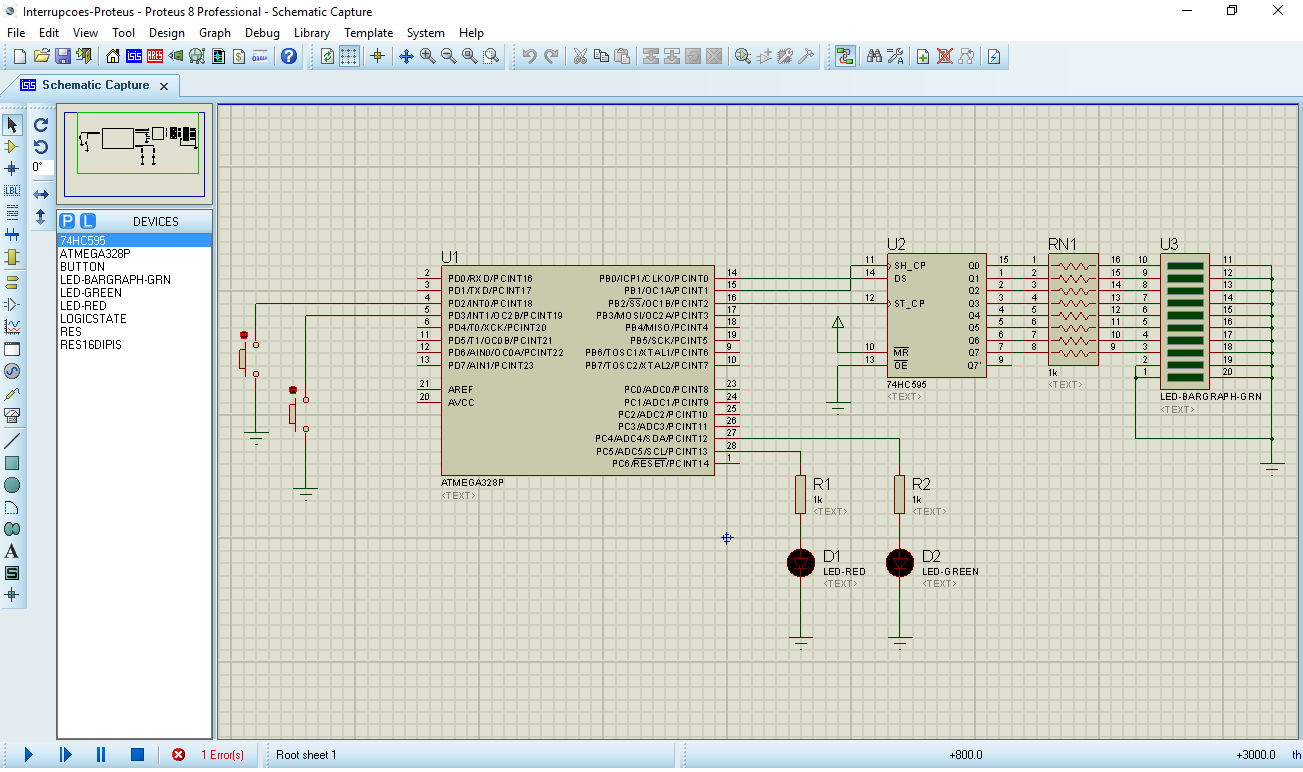 Interrupcoes-Proteus - Proteus 8 Professional - Schematic Capture
File Edit View Tool Design Graph Debug Library Template System Help
Schematic Capture
0°
LBL
P L DEVICES
74HC595
ATMEGA328P
BUTTON
LED-BARGRAPH-GRN
LED-GREEN
LED-RED
LOGICSTATE
RES
RES16DIPIS
A
S
U1
2 PD0/RXD/PCINT16
3 PD1/TXD/PCINT17
4 PD2/INT0/PCINT18
5 PD3/INT1/OC2B/PCINT19
6 PD4/T0/XCK/PCINT20
11 PD5/T1/OC0B/PCINT21
12 PD6/AIN0/OC0A/PCINT22
13 PD7/AIN1/PCINT23
21 AREF
20 AVCC
PB0/ICP1/CLKO/PCINT0 14
PB1/OC1A/PCINT1 15
PB2/SS/OC1B/PCINT2 16
PB3/MOSI/OC2A/PCINT3 17
PB4/MISO/PCINT4 18
PB5/SCK/PCINT5 19
PB6/TOSC1/XTAL1/PCINT6 9
PB7/TOSC2/XTAL2/PCINT7 10
PC0/ADC0/PCINT8 23
PC1/ADC1/PCINT9 24
PC2/ADC2/PCINT10 25
PC3/ADC3/PCINT11 26
PC4/ADC4/SDA/PCINT12 27
PC5/ADC5/SCL/PCINT13 28
PC6/RESET/PCINT14 1
ATMEGA328P
<TEXT>
U2
11 SH_CP
14 DS
12 ST_CP
10 MR
13 OE
Q0 15
Q1 1
Q2 2
Q3 3
Q4 4
Q5 5
Q6 6
Q7 7
Q7' 9
74HC595
<TEXT>
RN1
1 16
2 15
3 14
4 13
5 12
6 11
7 10
8 9
1k
<TEXT>
U3
10 11
9 12
8 13
7 14
6 15
5 16
4 17
3 18
2 19
1 20
LED-BARGRAPH-GRN
<TEXT>
R1
1k
<TEXT>
R2
1k
<TEXT>
D1
LED-RED
<TEXT>
D2
LED-GREEN
<TEXT>
1 Error(s) Root sheet 1 +800.0 +3000.0 th